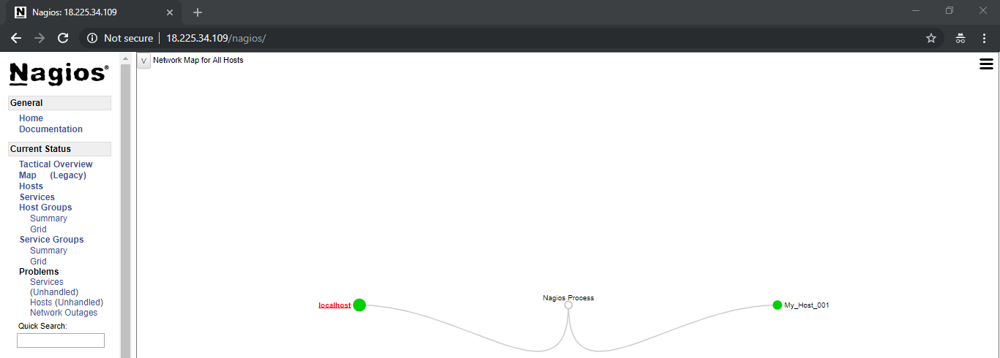 Nagios: 18.225.34.109
Not secure | 18.225.34.109/nagios/
Nagios®
General
Home
Documentation
Current Status
Tactical Overview
Map (Legacy)
Hosts
Services
Host Groups
Summary
Grid
Service Groups
Summary
Grid
Problems
Services
(Unhandled)
Hosts (Unhandled)
Network Outages
Quick Search:
V Network Map for All Hosts
localhost
Nagios Process
My_Host_001